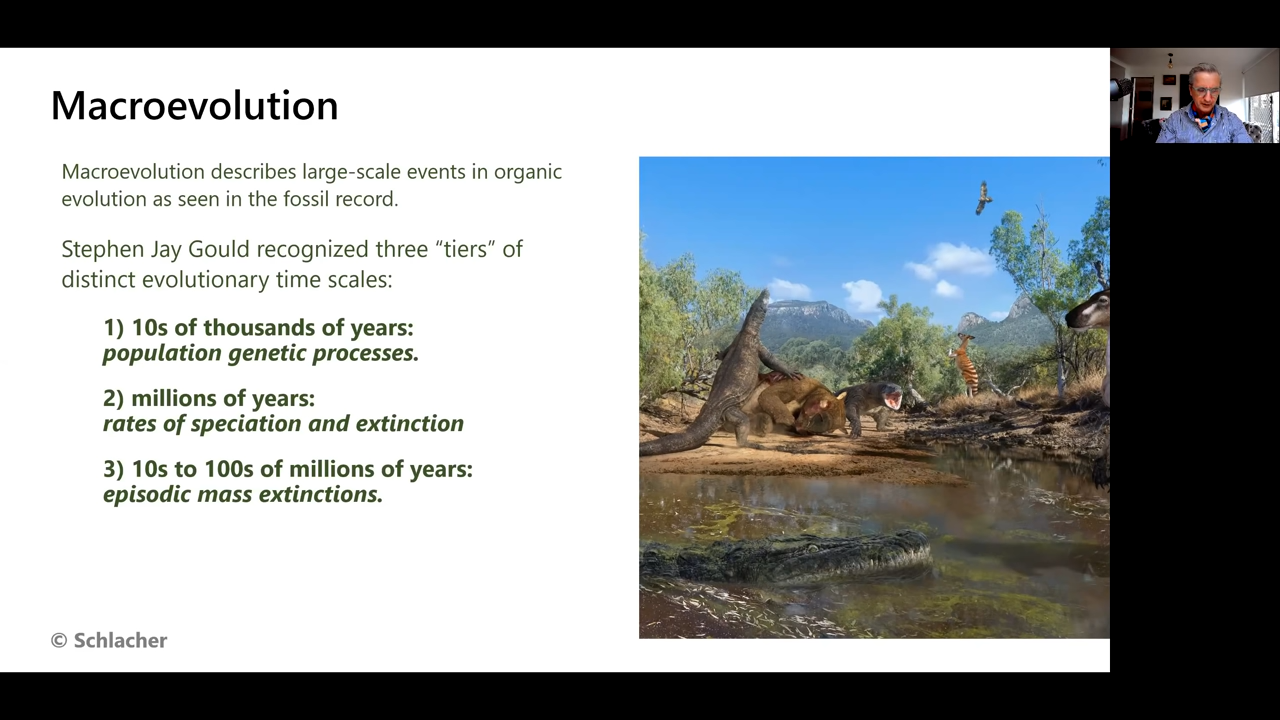 Macroevolution
Macroevolution describes large-scale events in organic
evolution as seen in the fossil record.
Stephen Jay Gould recognized three “tiers” of
distinct evolutionary time scales:
1) 10s of thousands of years:
population genetic processes.
2) millions of years:
rates of speciation and extinction
3) 10s to 100s of millions of years:
episodic mass extinctions.
© Schlacher